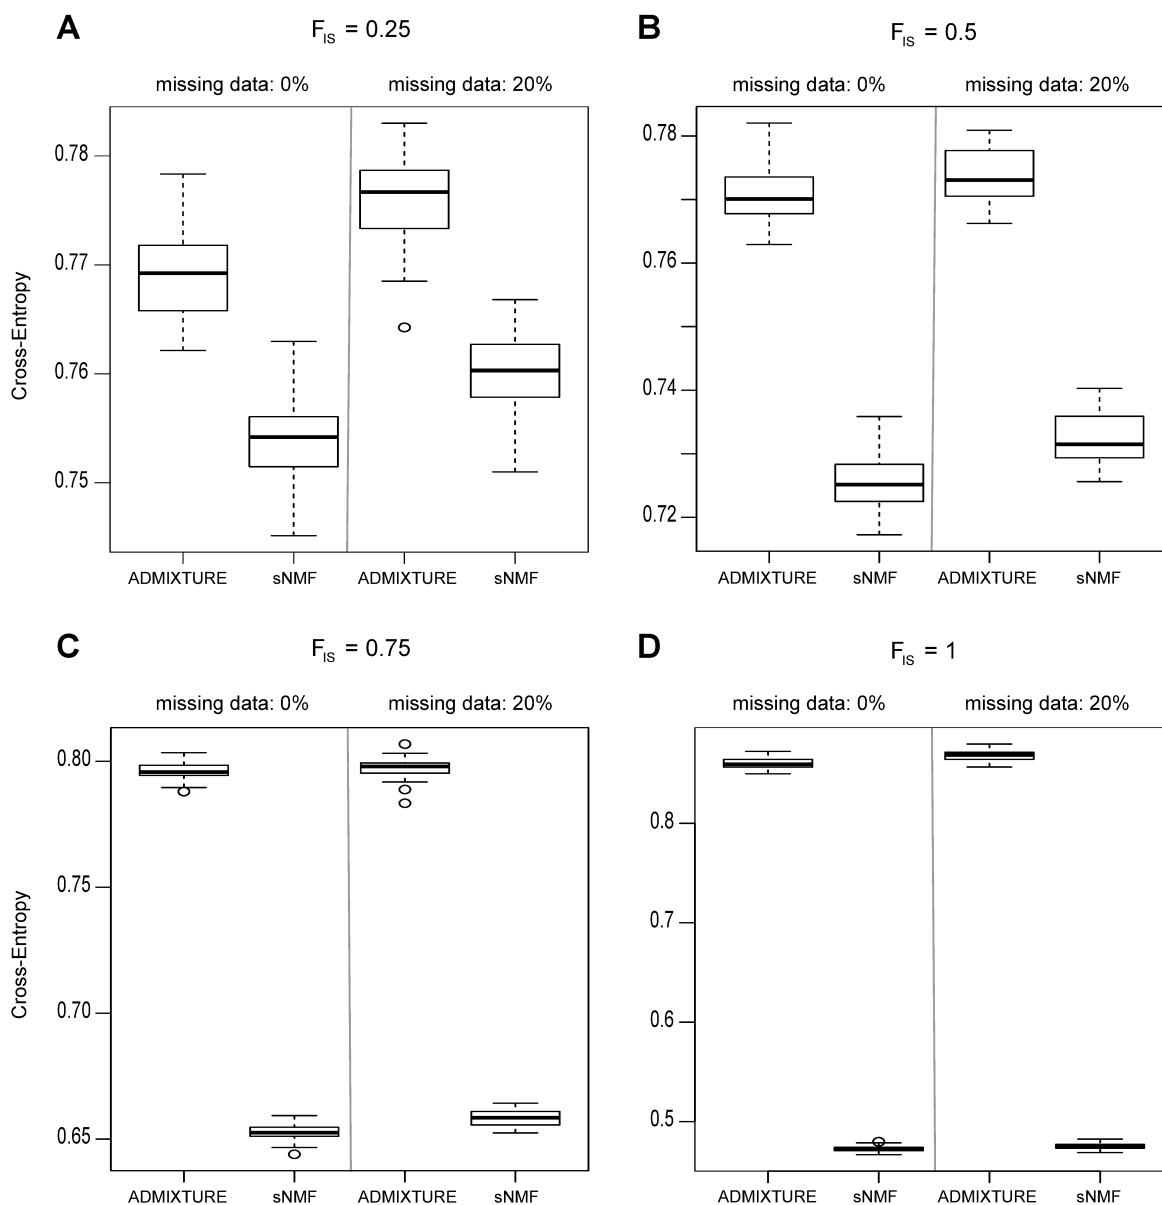 A
F_IS = 0.25
missing data: 0%
missing data: 20%
Cross-Entropy
0.78
0.77
0.76
0.75
ADMIXTURE
sNMF
ADMIXTURE
sNMF
B
F_IS = 0.5
missing data: 0%
missing data: 20%
0.78
0.76
0.74
0.72
ADMIXTURE
sNMF
ADMIXTURE
sNMF
C
F_IS = 0.75
missing data: 0%
missing data: 20%
Cross-Entropy
0.80
0.75
0.70
0.65
ADMIXTURE
sNMF
ADMIXTURE
sNMF
D
F_IS = 1
missing data: 0%
missing data: 20%
0.8
0.7
0.6
0.5
ADMIXTURE
sNMF
ADMIXTURE
sNMF